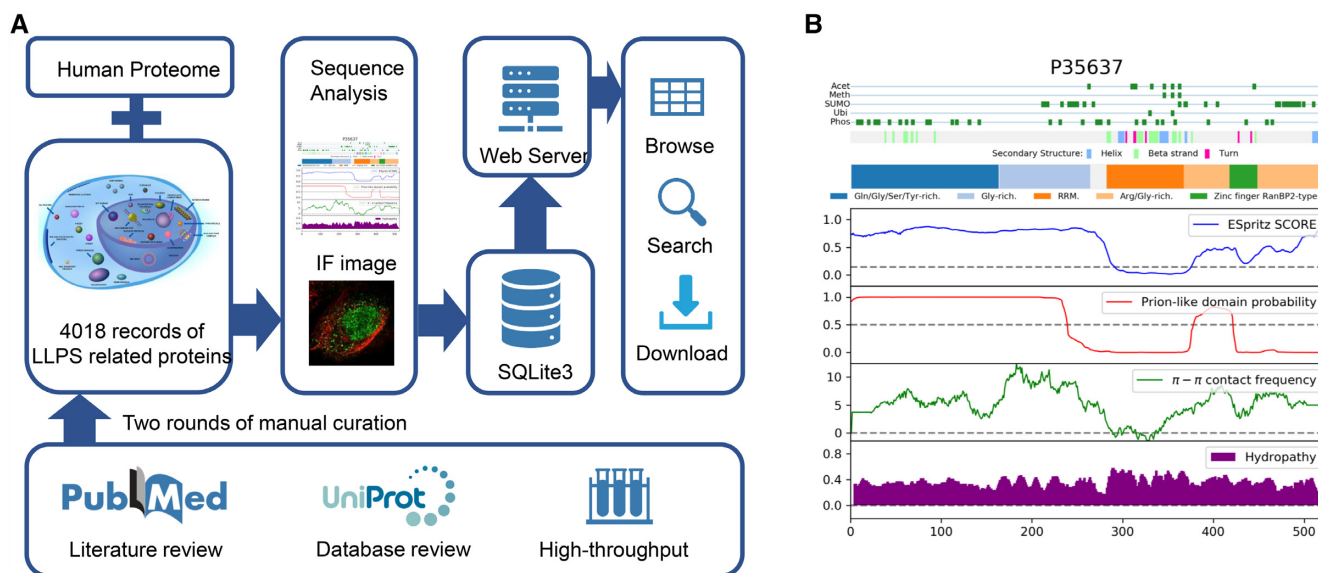 A
Human Proteome
4018 records of
LLPS related proteins
Sequence
Analysis
P35637
IF image
Web Server
SQLite3
Browse
Search
Download
Two rounds of manual curation
PubMed
Literature review
UniProt
Database review
High-throughput
B
P35637
Acet
Meth
SUMO
Ubi
Phos
Secondary Structure: Helix Beta strand Turn
Gln/Gly/Ser/Tyr-rich. Gly-rich. RRM. Arg/Gly-rich. Zinc finger RanBP2-type
ESpritz SCORE
1.0
0.5
0.0
Prion-like domain probability
1.0
0.5
0.0
π − π contact frequency
10
5
0
Hydropathy
0.8
0.4
0.0
0 100 200 300 400 500